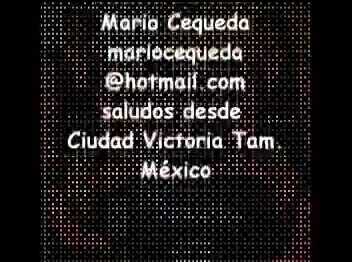 Mario Cequeda
mariocequeda
@hotmail.com
saludos desde
Ciudad Victoria Tam.
México